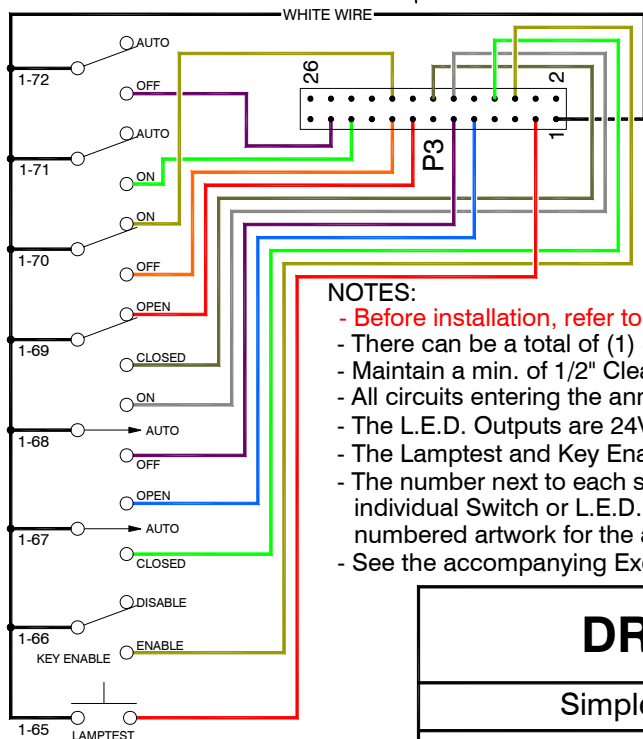 WHITE WIRE
AUTO
1-72
OFF
AUTO
1-71
ON
ON
1-70
OFF
OPEN
1-69
CLOSED
ON
1-68
AUTO
OFF
OPEN
1-67
AUTO
CLOSED
DISABLE
1-66
KEY ENABLE
ENABLE
1-65
LAMPTEST
26
2
P3
1
NOTES:
- Before installation, refer to
- There can be a total of (1)
- Maintain a min. of 1/2" Clea
- All circuits entering the ann
- The L.E.D. Outputs are 24V
- The Lamptest and Key Ena
- The number next to each s
individual Switch or L.E.D.
numbered artwork for the a
- See the accompanying Exc
DR
Simple